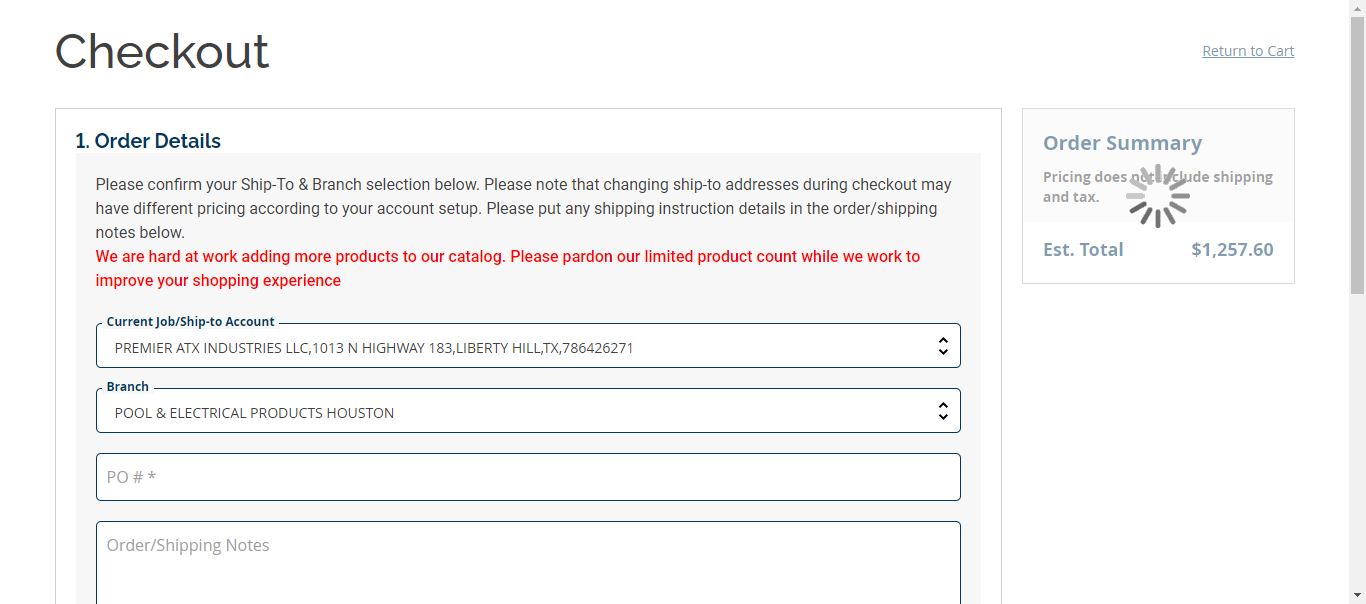 Checkout
Return to Cart
1. Order Details
Please confirm your Ship-To & Branch selection below. Please note that changing ship-to addresses during checkout may
have different pricing according to your account setup. Please put any shipping instruction details in the order/shipping
notes below.
We are hard at work adding more products to our catalog. Please pardon our limited product count while we work to
improve your shopping experience
Current Job/Ship-to Account
PREMIER ATX INDUSTRIES LLC,1013 N HIGHWAY 183,LIBERTY HILL,TX,786426271
Branch
POOL & ELECTRICAL PRODUCTS HOUSTON
PO # *
Order/Shipping Notes
Order Summary
Pricing does not include shipping
and tax.
Est. Total $1,257.60